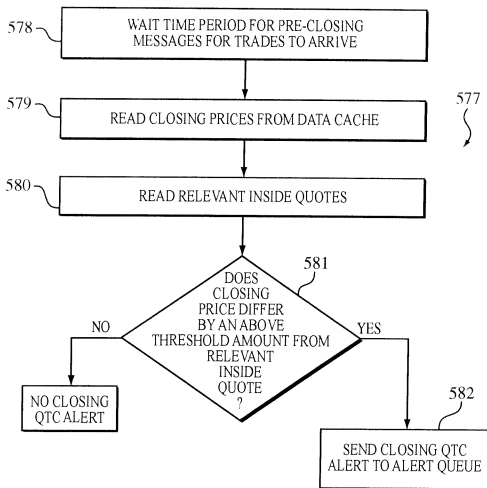 578
WAIT TIME PERIOD FOR PRE-CLOSING
MESSAGES FOR TRADES TO ARRIVE
579
READ CLOSING PRICES FROM DATA CACHE
577
580
READ RELEVANT INSIDE QUOTES
581
DOES
CLOSING
PRICE DIFFER
BY AN ABOVE
THRESHOLD AMOUNT FROM
RELEVANT
INSIDE
QUOTE
?
NO
YES
NO CLOSING
QTC ALERT
582
SEND CLOSING QTC
ALERT TO ALERT QUEUE